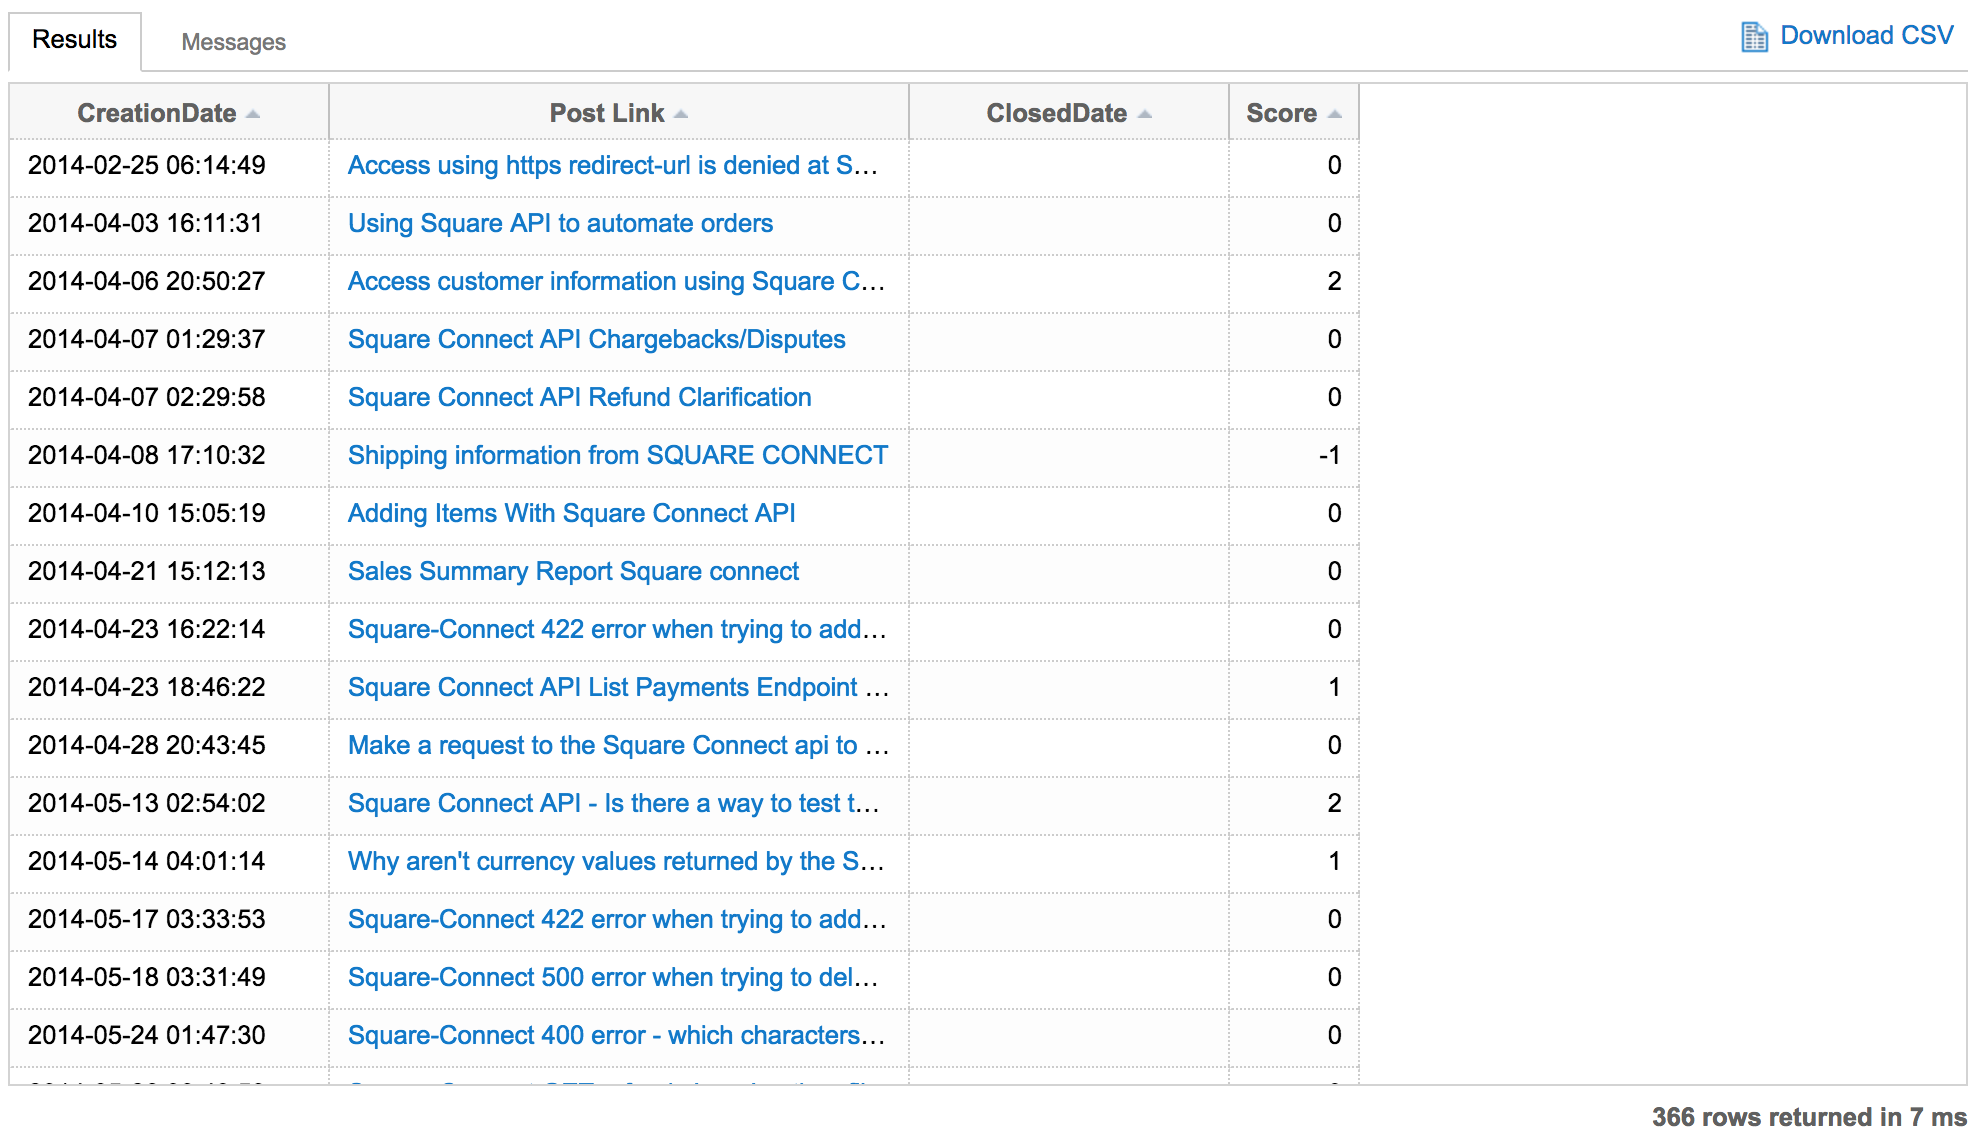 Results Messages Download CSV
CreationDate Post Link ClosedDate Score
2014-02-25 06:14:49 Access using https redirect-url is denied at S... 0
2014-04-03 16:11:31 Using Square API to automate orders 0
2014-04-06 20:50:27 Access customer information using Square C... 2
2014-04-07 01:29:37 Square Connect API Chargebacks/Disputes 0
2014-04-07 02:29:58 Square Connect API Refund Clarification 0
2014-04-08 17:10:32 Shipping information from SQUARE CONNECT -1
2014-04-10 15:05:19 Adding Items With Square Connect API 0
2014-04-21 15:12:13 Sales Summary Report Square connect 0
2014-04-23 16:22:14 Square-Connect 422 error when trying to add... 0
2014-04-23 18:46:22 Square Connect API List Payments Endpoint ... 1
2014-04-28 20:43:45 Make a request to the Square Connect api to ... 0
2014-05-13 02:54:02 Square Connect API - Is there a way to test t... 2
2014-05-14 04:01:14 Why aren't currency values returned by the S... 1
2014-05-17 03:33:53 Square-Connect 422 error when trying to add... 0
2014-05-18 03:31:49 Square-Connect 500 error when trying to del... 0
2014-05-24 01:47:30 Square-Connect 400 error - which characters... 0
366 rows returned in 7 ms